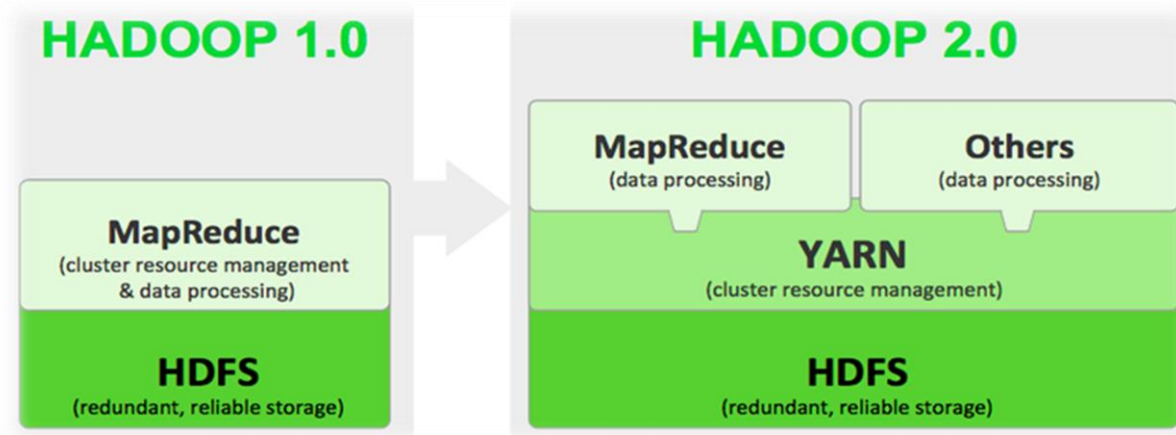 HADOOP 1.0
MapReduce
(cluster resource management
& data processing)
HDFS
(redundant, reliable storage)
HADOOP 2.0
MapReduce
(data processing)
Others
(data processing)
YARN
(cluster resource management)
HDFS
(redundant, reliable storage)